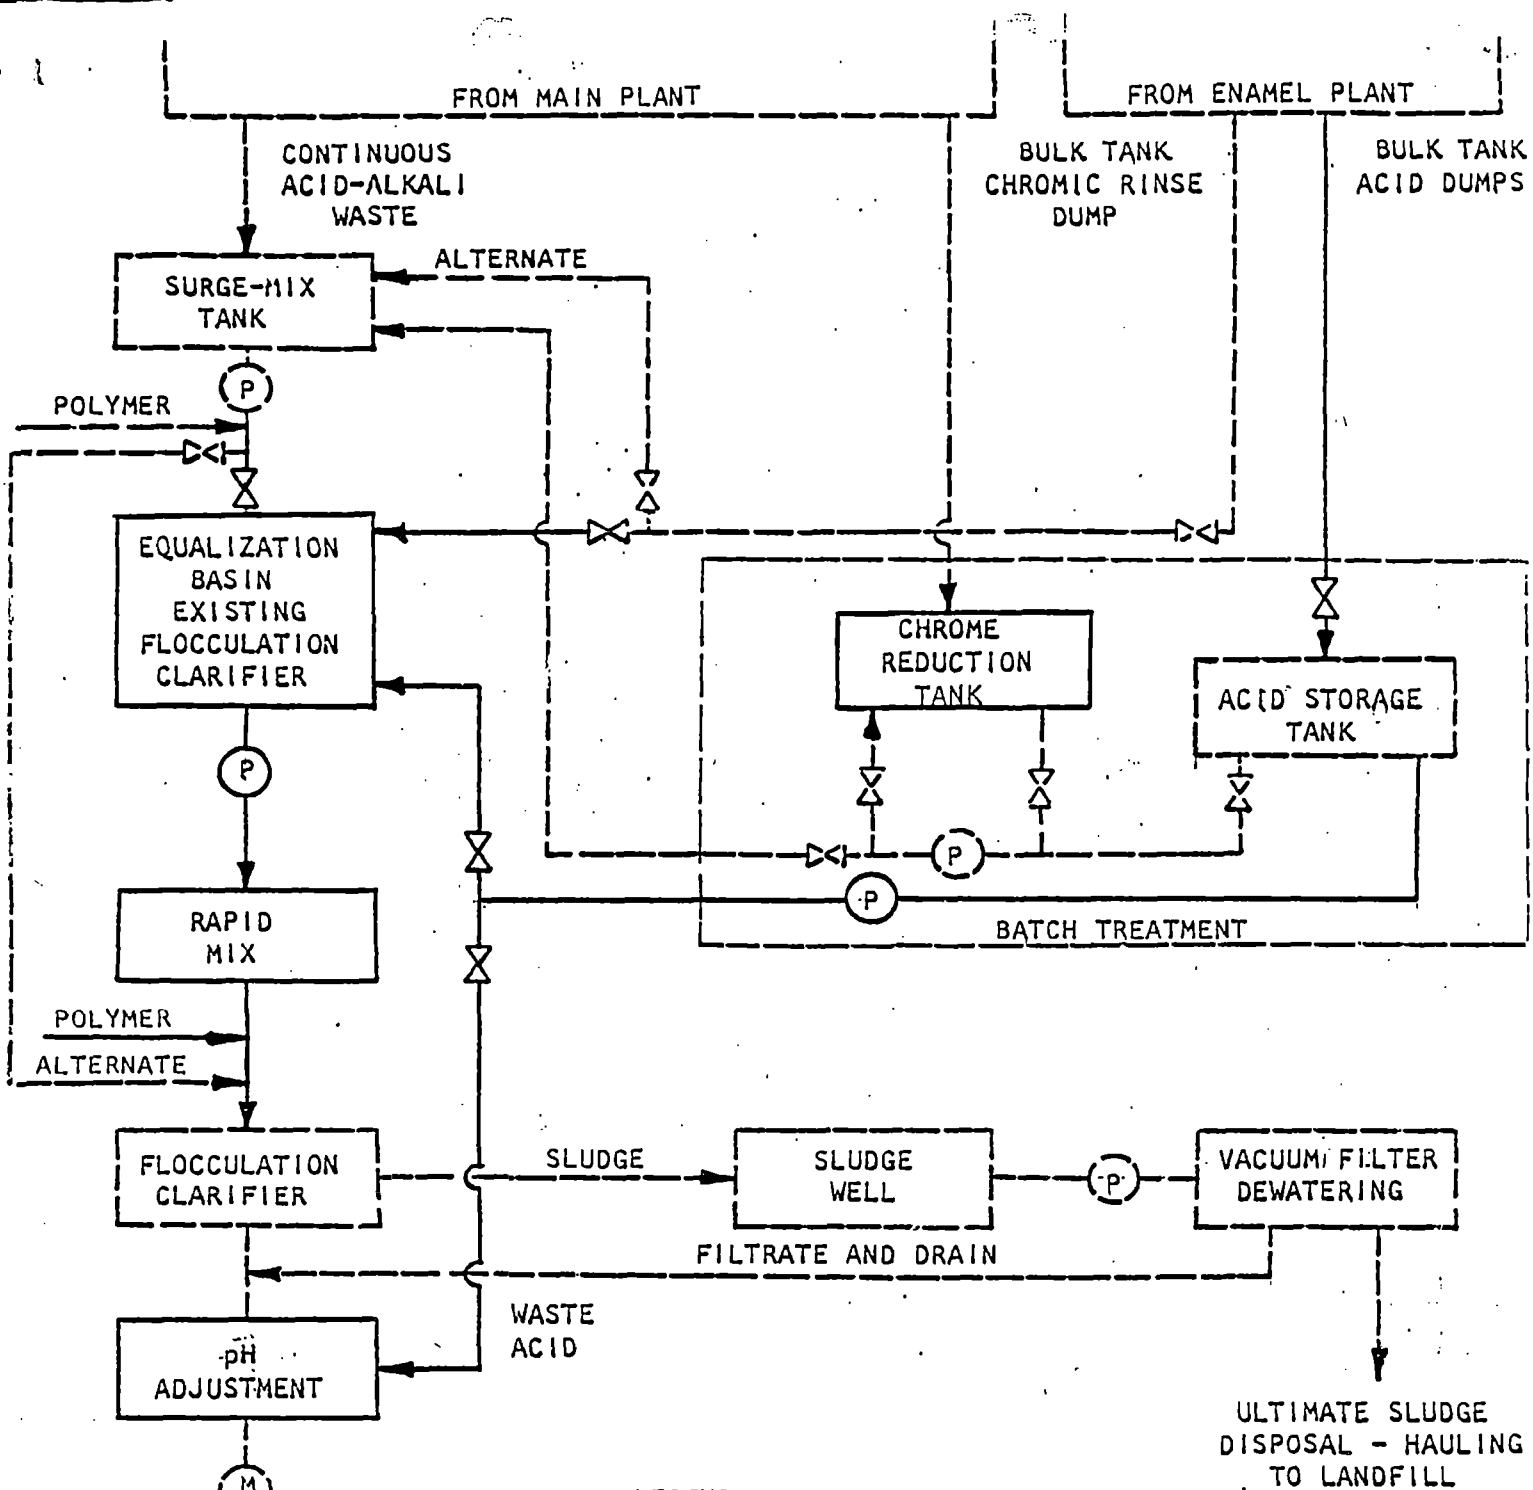 FROM MAIN PLANT
FROM ENAMEL PLANT
CONTINUOUS
ACID-ALKALI
WASTE
BULK TANK
CHROMIC RINSE
DUMP
BULK TANK
ACID DUMPS
ALTERNATE
SURGE-MIX
TANK
P
POLYMER
EQUALIZATION
BASIN
EXISTING
FLOCCULATION
CLARIFIER
CHROME
REDUCTION
TANK
ACID STORAGE
TANK
P
P
P
BATCH TREATMENT
RAPID
MIX
POLYMER
ALTERNATE
FLOCCULATION
CLARIFIER
SLUDGE
SLUDGE
WELL
P
VACUUM FILTER
DEWATERING
FILTRATE AND DRAIN
WASTE
ACID
pH
ADJUSTMENT
M
ULTIMATE SLUDGE
DISPOSAL - HAULING
TO LANDFILL